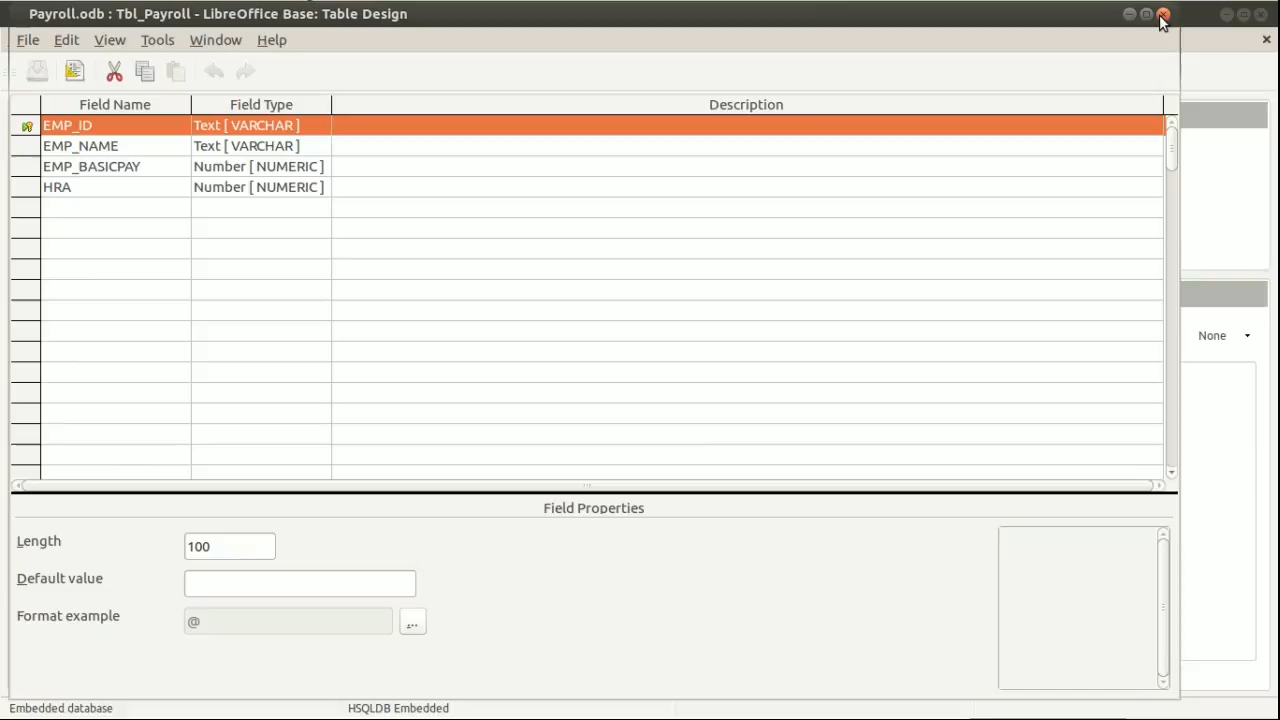 Payroll.odb : Tbl_Payroll - LibreOffice Base: Table Design
File Edit View Tools Window Help
Field Name Field Type Description
EMP_ID Text [ VARCHAR ]
EMP_NAME Text [ VARCHAR ]
EMP_BASICPAY Number [ NUMERIC ]
HRA Number [ NUMERIC ]
None
Field Properties
Length 100
Default value
Format example @ ...
Embedded database HSQLDB Embedded